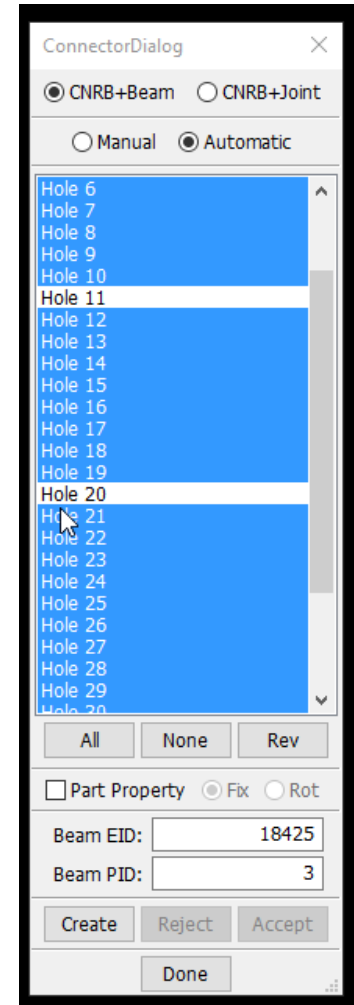 ConnectorDialog
CNRB+Beam CNRB+Joint
Manual Automatic
Hole 6
Hole 7
Hole 8
Hole 9
Hole 10
Hole 11
Hole 12
Hole 13
Hole 14
Hole 15
Hole 16
Hole 17
Hole 18
Hole 19
Hole 20
Hole 21
Hole 22
Hole 23
Hole 24
Hole 25
Hole 26
Hole 27
Hole 28
Hole 29
Hole 30
All None Rev
Part Property Fix Rot
Beam EID: 18425
Beam PID: 3
Create Reject Accept
Done